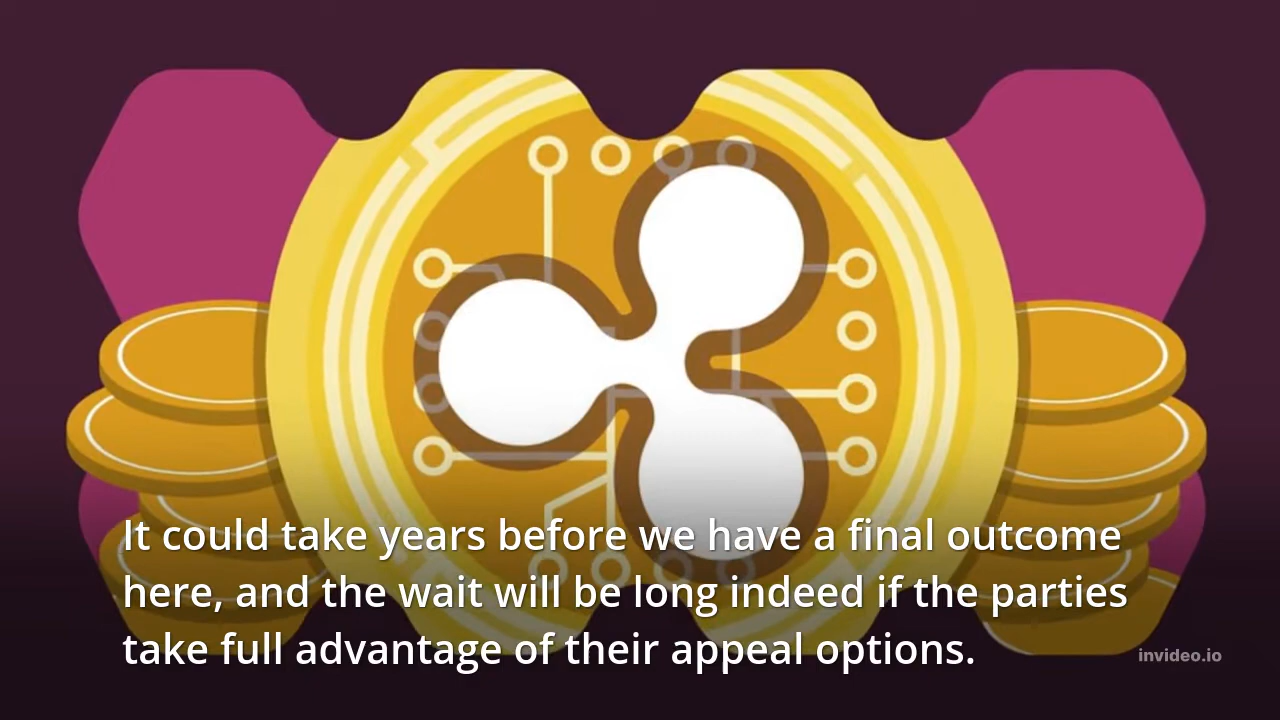 It could take years before we have a final outcome
here, and the wait will be long indeed if the parties
take full advantage of their appeal options.
invideo.io